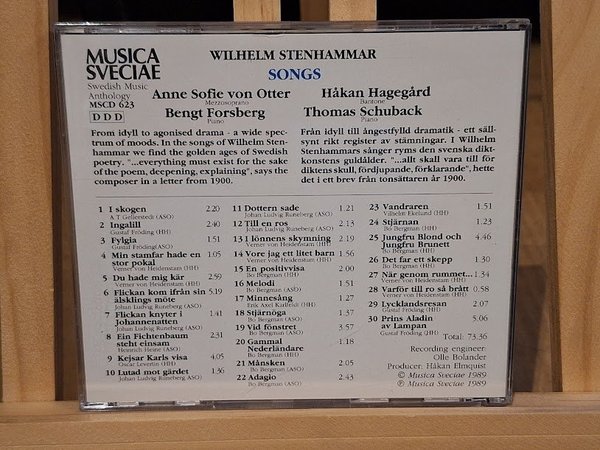 MUSICA
SVECIAE
Swedish Music
Anthology
MSCD 623
DDD
WILHELM STENHAMMAR
SONGS
Anne Sofie von Otter
Mezzosoprano
Bengt Forsberg
Piano
Håkan Hagegård
Baritone
Thomas Schuback
Piano
From idyll to agonised drama - a wide spec-
trum of moods. In the songs of Wilhelm Sten-
hammar we find the golden ages of Swedish
poetry. "...everything must exist for the sake
of the poem, deepening, explaining", says the
composer in a letter from 1900.
Från idyll till ångestfylld dramatik - ett säll-
synt rikt register av stämningar. I Wilhelm
Stenhammars sånger ryms den svenska dikt-
konstens guldålder. "...allt skall vara till för
diktens skull, fördjupande, förklarande", hette
det i ett brev från tonsättaren år 1900.
1 I skogen 2.20
A T Gellerstedt (ASO)
2 Ingalill 2.40
Gustaf Fröding (HH)
3 Fylgia 1.51
Gustaf Fröding (ASO)
4 Min stamfar hade en
stor pokal 2.21
Verner von Heidenstam (HH)
5 Du hade mig kär 2.59
Verner von Heidenstam (HH)
6 Flickan kom ifrån sin 5.19
älsklings möte
Johan Ludvig Runeberg (ASO)
7 Flickan knyter i
johannenatten 1.41
Johan Ludvig Runeberg (ASO)
8 Ein Fichtenbaum
steht einsam 2.31
Heinrich Heine (ASO)
9 Kejsar Karls visa 4.05
Oscar Levertin (HH)
10 Lutad mot gärdet 1.36
Johan Ludvig Runeberg (ASO)
11 Dottern sade 1.21
Johan Ludvig Runeberg (ASO)
12 Till en ros 2.13
Johan Ludvig Runeberg (ASO)
13 I lönnens skymning 2.19
Verner von Heidenstam (HH)
14 Vore jag ett litet barn 1.56
Verner von Heidenstam (HH)
15 En positivvisa 2.00
Bo Bergman (HH)
16 Melodi 1.51
Bo Bergman (ASO)
17 Minnesång 1.27
Erik Axel Karlfeldt (HH)
18 Stjärnöga 1.37
Bo Bergman (ASO)
19 Vid fönstret 3.57
Bo Bergman (ASO)
20 Gammal 1.18
Nederländare
Bo Bergman (HH)
21 Månsken 2.05
Bo Bergman (ASO)
22 Adagio 2.43
Bo Bergman (ASO)
23 Vandraren 1.51
Vilhelm Ekelund (HH)
24 Stjärnan 1.23
Bo Bergman (ASO)
25 Jungfru Blond och 4.46
Jungfru Brunett
Bo Bergman (HH)
26 Det far ett skepp 1.30
Bo Bergman (HH)
27 När genom rummet... 1.34
Verner von Heidenstam (HH)
28 Varför till ro så brått 0.58
Verner von Heidenstam (HH)
29 Lycklandsresan 2.07
Gustaf Fröding (HH)
30 Prins Aladin 5.06
av Lampan
Gustaf Fröding (HH)
Total: 73.36
Recording engineer:
Olle Bolander
Producer: Håkan Elmquist
© Musica Sveciae 1989
℗ Musica Sveciae 1989